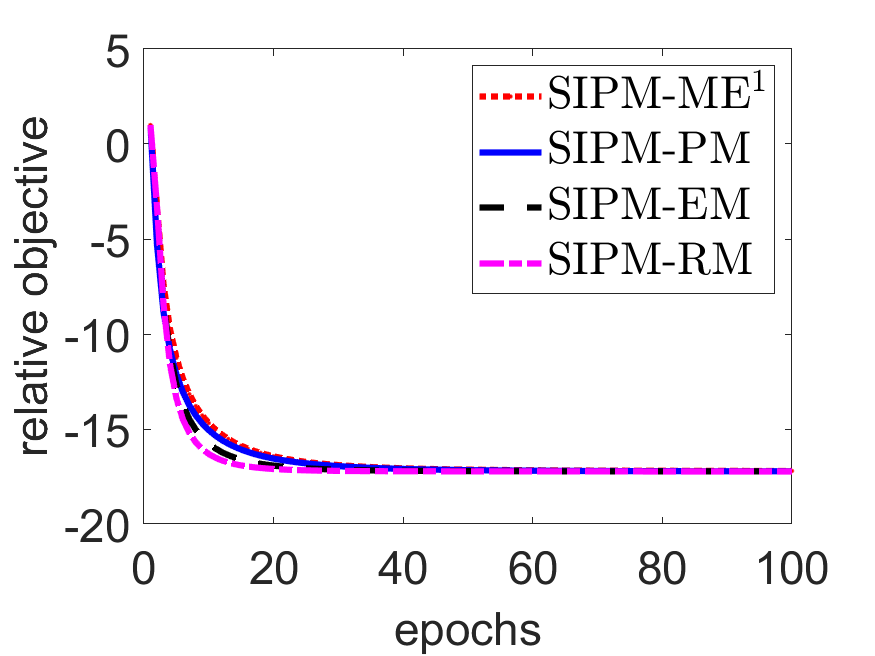 5
0
-5
-10
-15
-20
relative objective
SIPM-ME¹
SIPM-PM
SIPM-EM
SIPM-RM
0 20 40 60 80 100
epochs